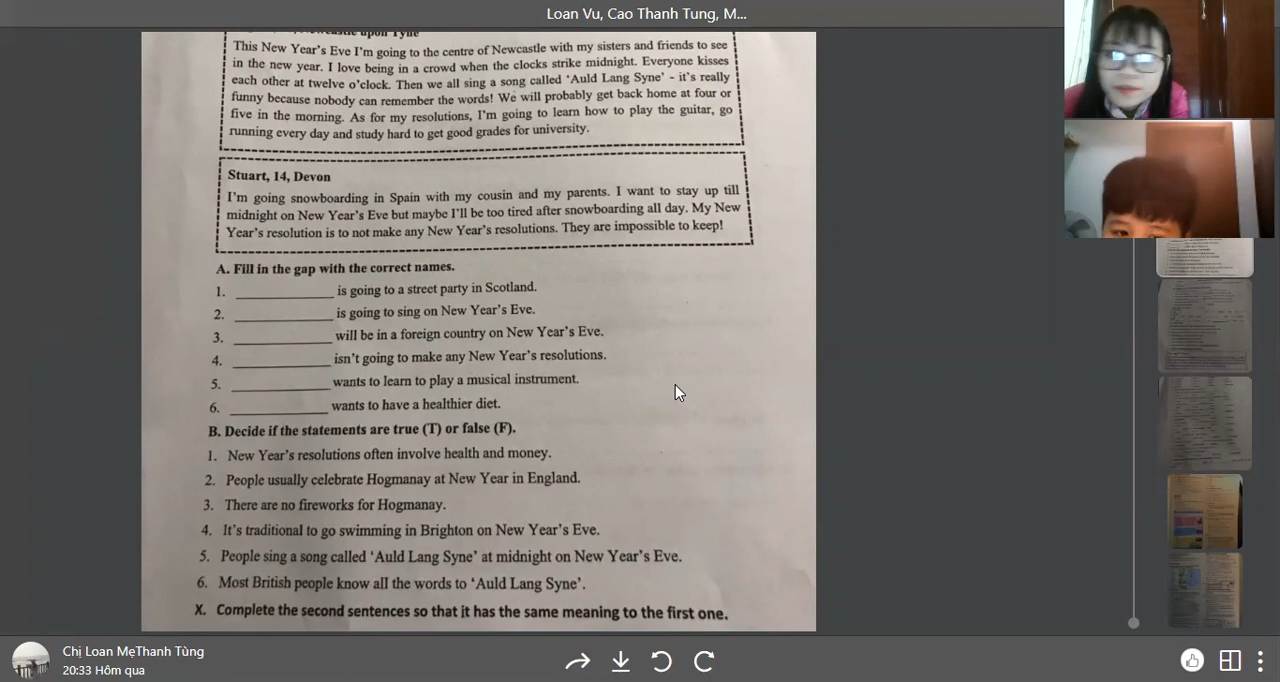 Loan Vu, Cao Thanh Tung, M...
upon Tyne
This New Year's Eve I'm going to the centre of Newcastle with my sisters and friends to see
in the new year. I love being in a crowd when the clocks strike midnight. Everyone kisses
each other at twelve o'clock. Then we all sing a song called 'Auld Lang Syne' - it's really
funny because nobody can remember the words! We will probably get back home at four or
five in the morning. As for my resolutions, I'm going to learn how to play the guitar, go
running every day and study hard to get good grades for university.
Stuart, 14, Devon
I'm going snowboarding in Spain with my cousin and my parents. I want to stay up till
midnight on New Year's Eve but maybe I'll be too tired after snowboarding all day. My New
Year's resolution is to not make any New Year's resolutions. They are impossible to keep!
A. Fill in the gap with the correct names.
1. ____________ is going to a street party in Scotland.
2. ____________ is going to sing on New Year's Eve.
3. ____________ will be in a foreign country on New Year's Eve.
4. ____________ isn't going to make any New Year's resolutions.
5. ____________ wants to learn to play a musical instrument.
6. ____________ wants to have a healthier diet.
B. Decide if the statements are true (T) or false (F).
1. New Year's resolutions often involve health and money.
2. People usually celebrate Hogmanay at New Year in England.
3. There are no fireworks for Hogmanay.
4. It's traditional to go swimming in Brighton on New Year's Eve.
5. People sing a song called 'Auld Lang Syne' at midnight on New Year's Eve.
6. Most British people know all the words to 'Auld Lang Syne'.
X. Complete the second sentences so that it has the same meaning to the first one.
Chị Loan MẹThanh Tùng
20:33 Hôm qua